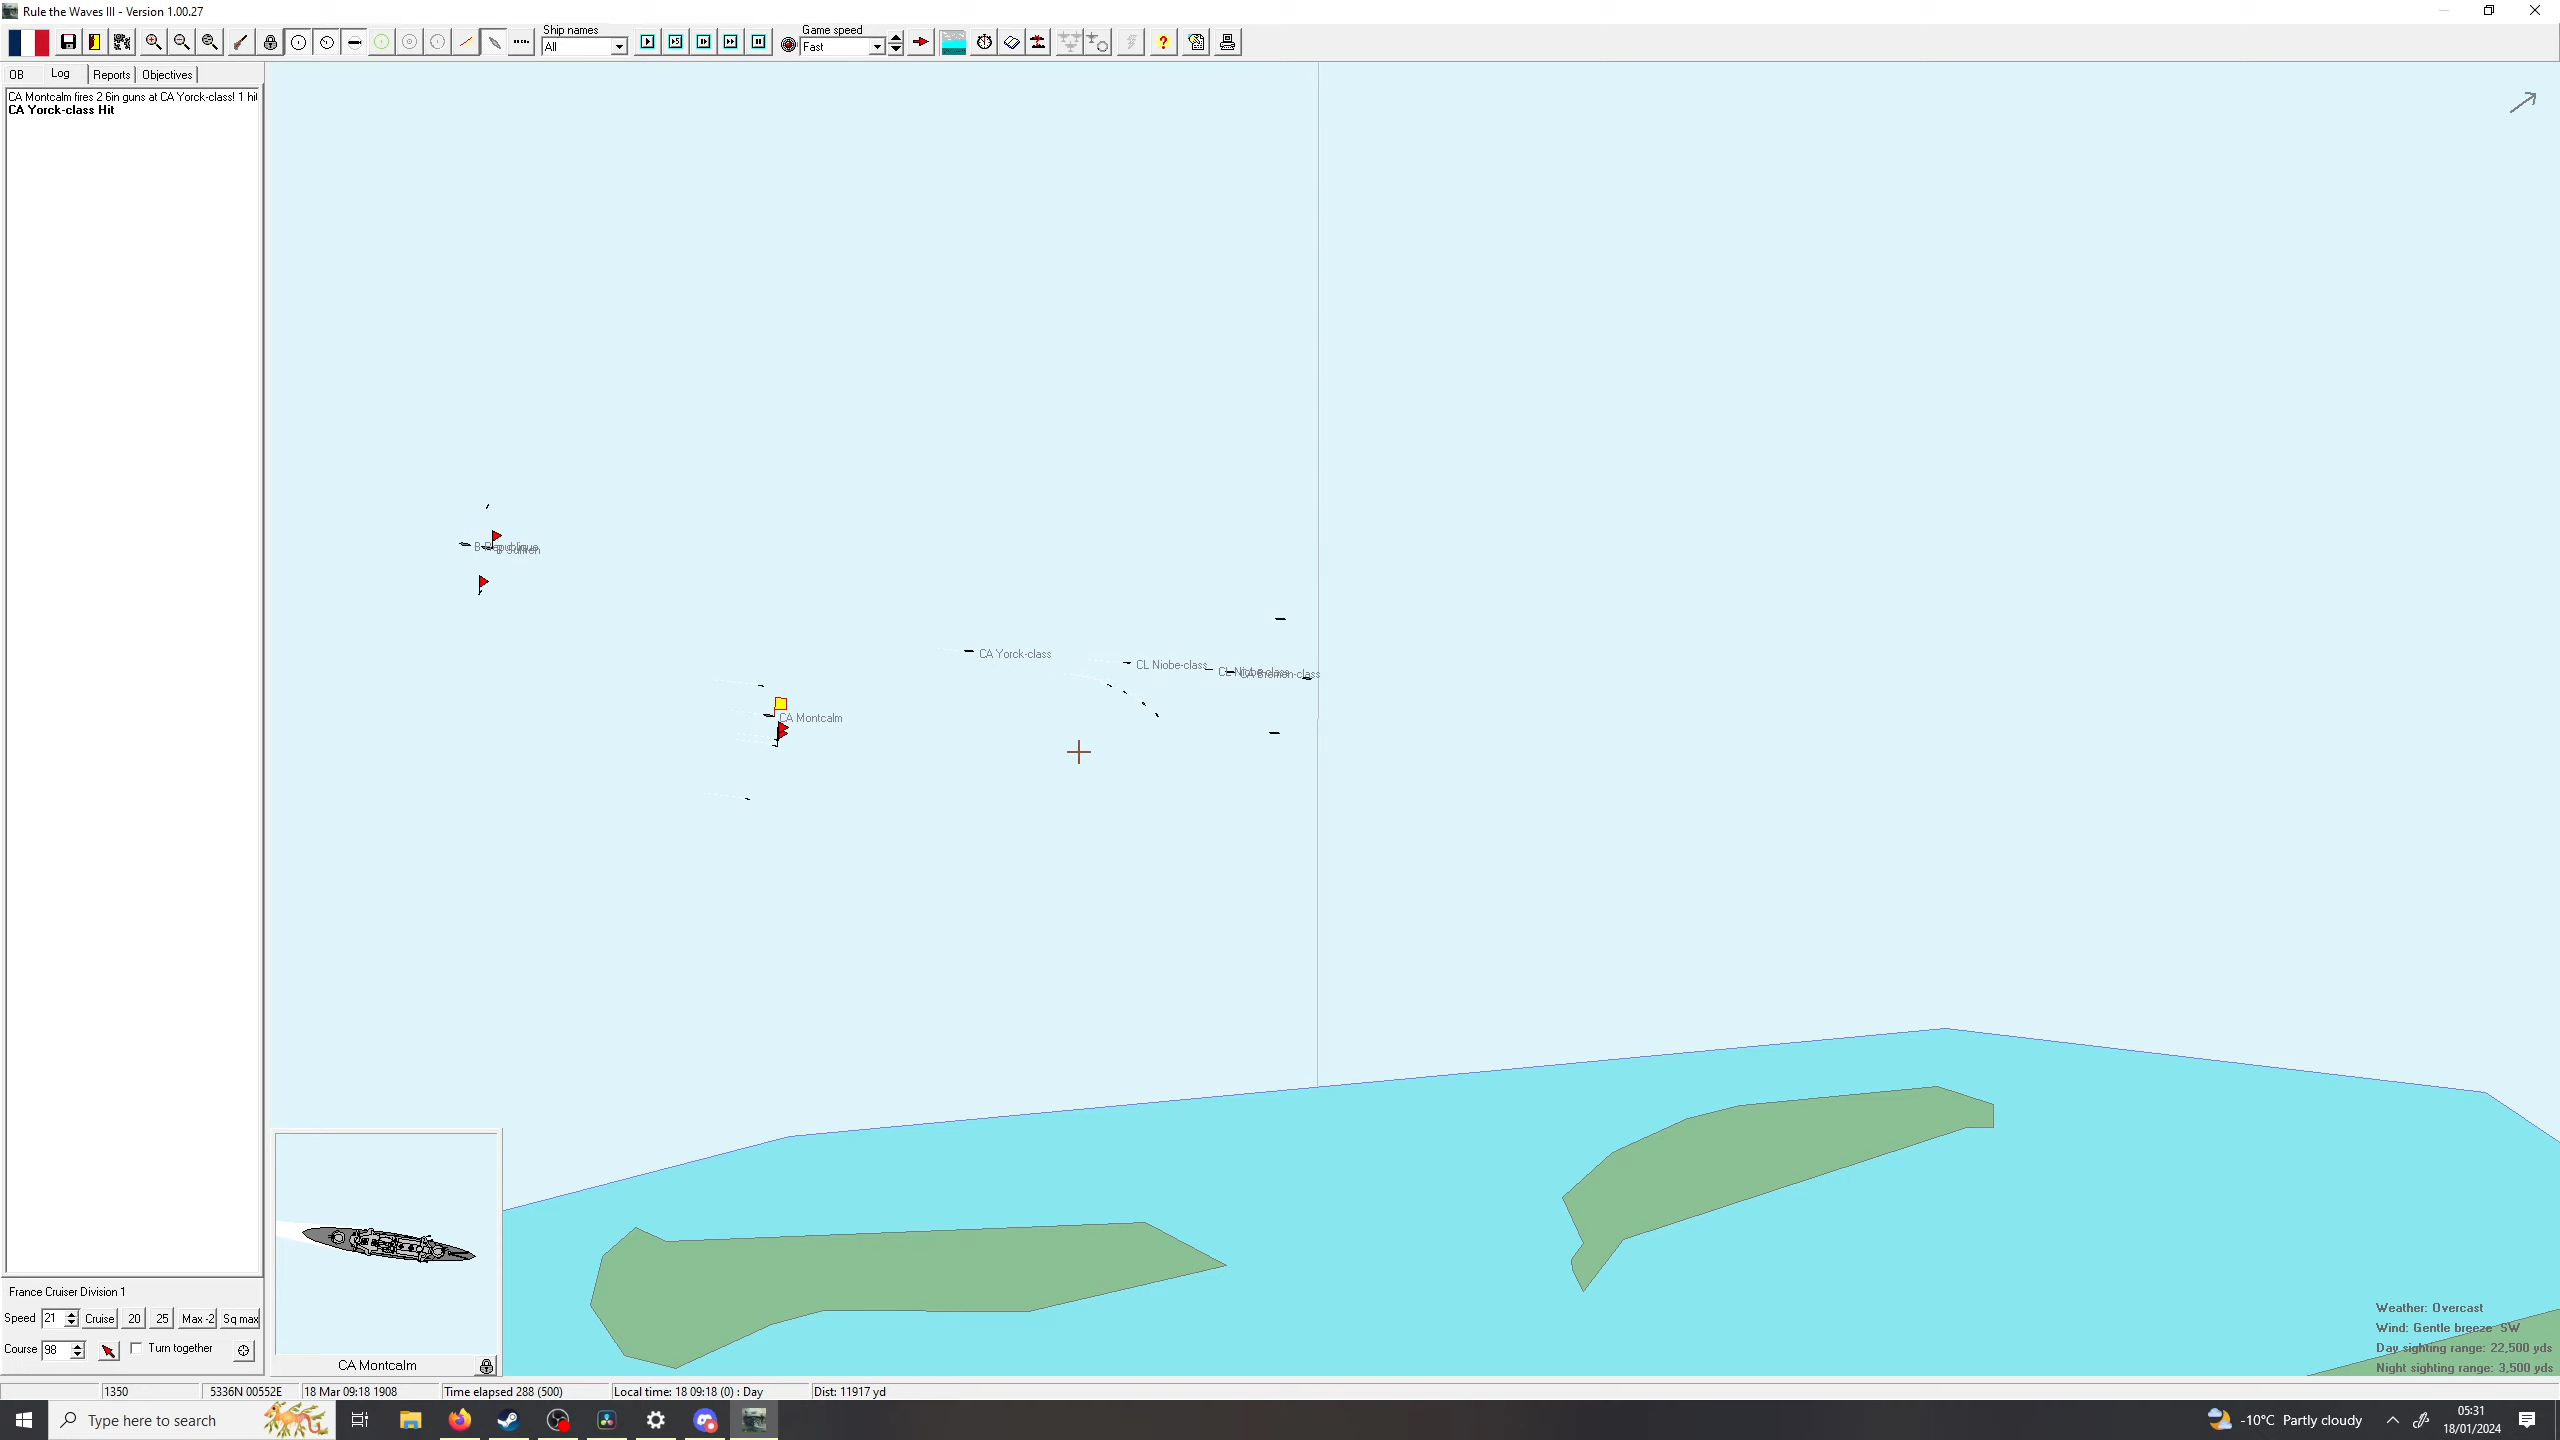 Rule the Waves III - Version 1.00.27
Ship names
All
Game speed
Fast
OB
Log
Reports
Objectives
CA Montcalm fires 2 6in guns at CA Yorck-class! 1 hi
CA Yorck-class Hit
CA Yorck-class
CL Niobe-class
CA Bremen-class
CA Montcalm
France Cruiser Division 1
Speed
21
Cruise
20
25
Max -2
Sq max
Course
98
Turn together
CA Montcalm
Weather: Overcast
Wind: Gentle breeze SW
Day sighting range: 22,500 yds
Night sighting range: 3,500 yds
1350
5336N 00552E
18 Mar 09:18 1908
Time elapsed 288 (500)
Local time: 18 09:18 (0) : Day
Dist: 11917 yd
Type here to search
-10°C Partly cloudy
05:31
18/01/2024